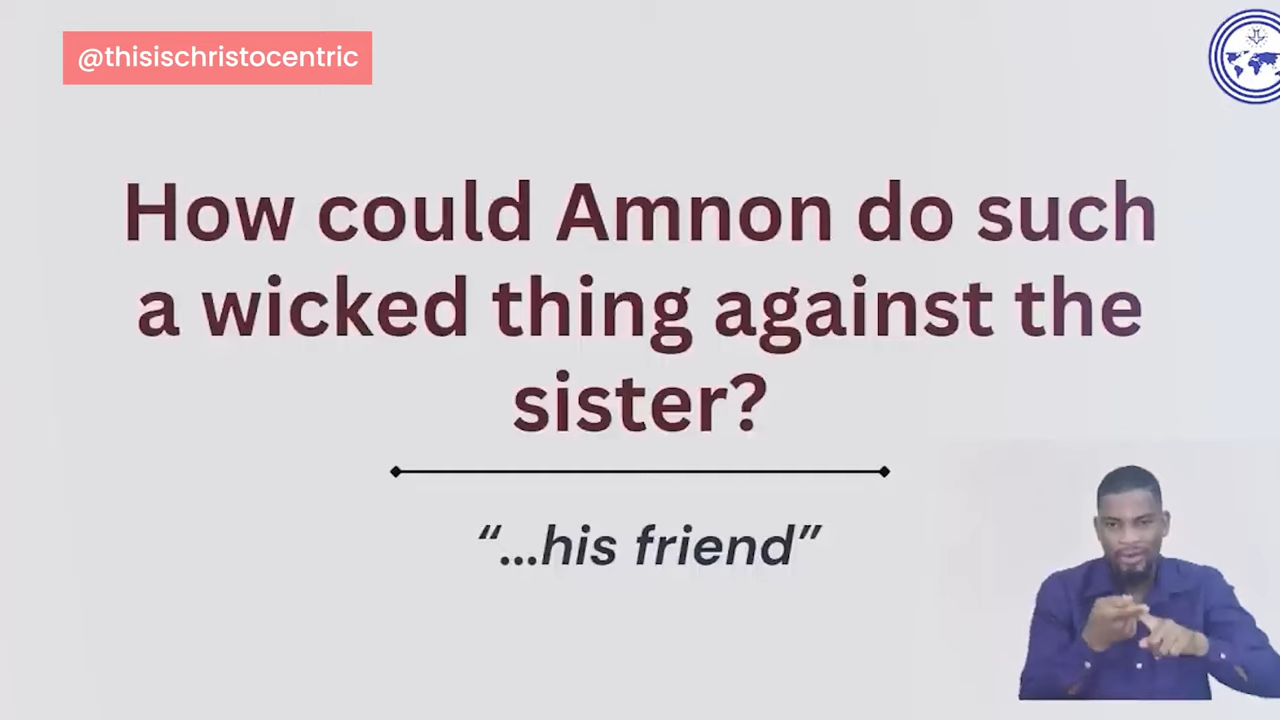 @thisischristocentric
How could Amnon do such
a wicked thing against the
sister?
“...his friend”